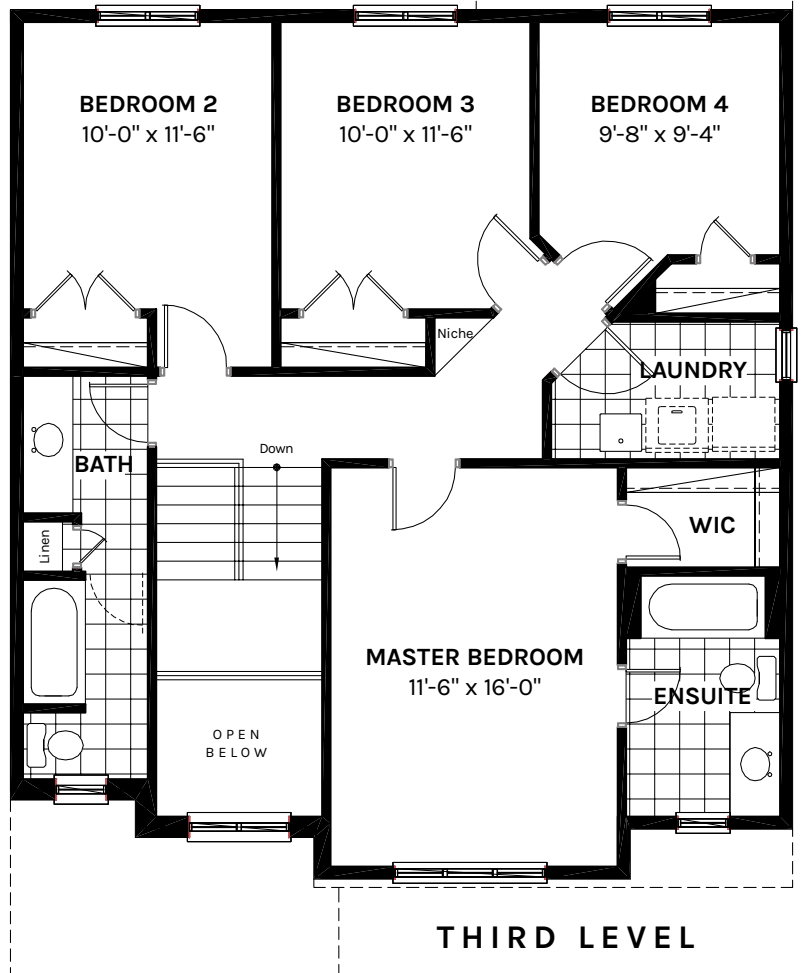 BEDROOM 2
10'-0" x 11'-6"
BEDROOM 3
10'-0" x 11'-6"
BEDROOM 4
9'-8" x 9'-4"
Niche
LAUNDRY
Down
BATH
Linen
WIC
MASTER BEDROOM
11'-6" x 16'-0"
ENSUITE
OPEN
BELOW
THIRD LEVEL